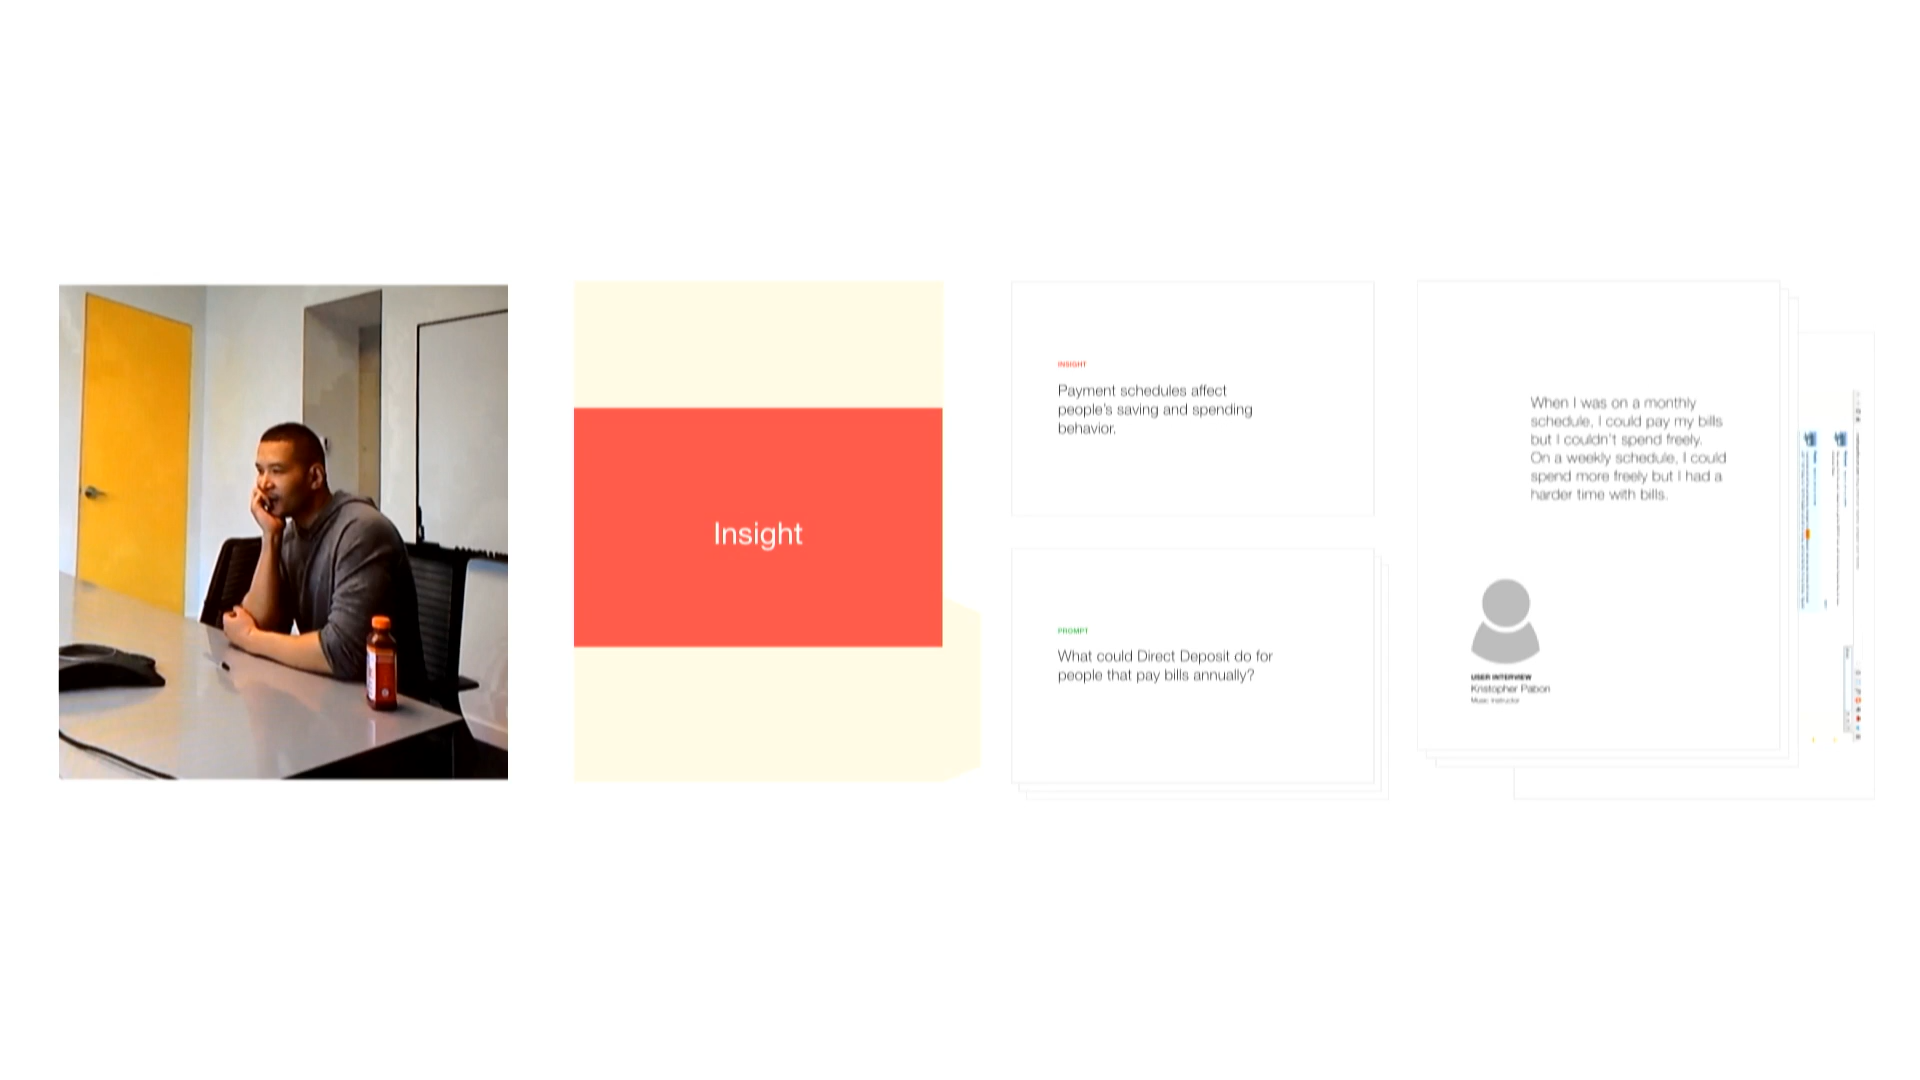 Insight
INSIGHT
Payment schedules affect
people's saving and spending
behavior.
PROMPT
What could Direct Deposit do for
people that pay bills annually?
When I was on a monthly
schedule, I could pay my bills
but I couldn't spend freely.
On a weekly schedule, I could
spend more freely but I had a
harder time with bills.
USER INTERVIEW
Kristopher Pabon
Music Instructor